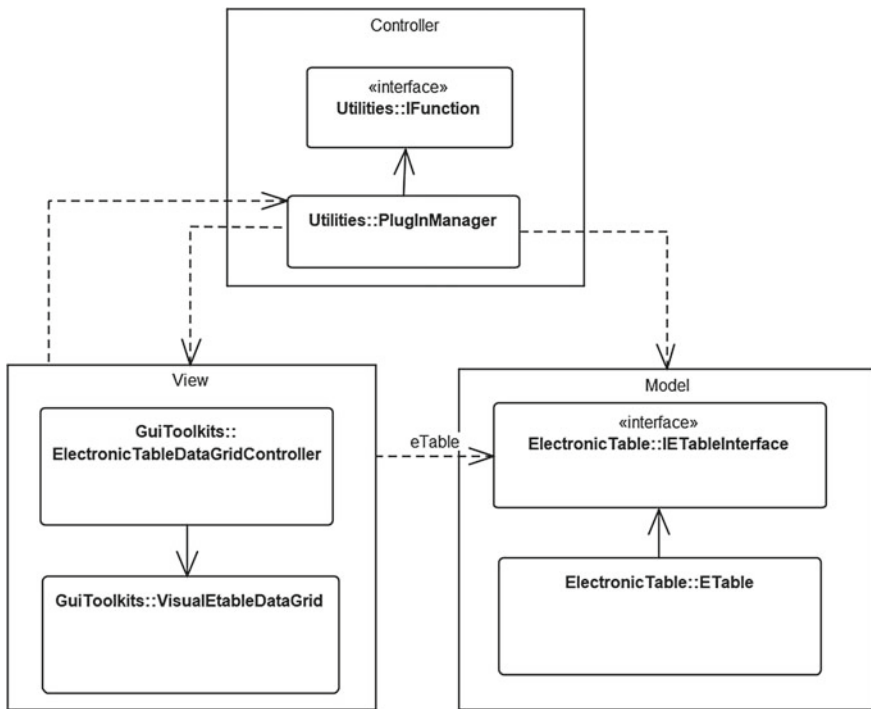 Controller
«interface»
Utilities::IFunction
Utilities::PlugInManager
View
GuiToolkits::
ElectronicTableDataGridController
GuiToolkits::VisualEtableDataGrid
eTable
Model
«interface»
ElectronicTable::IETableInterface
ElectronicTable::ETable